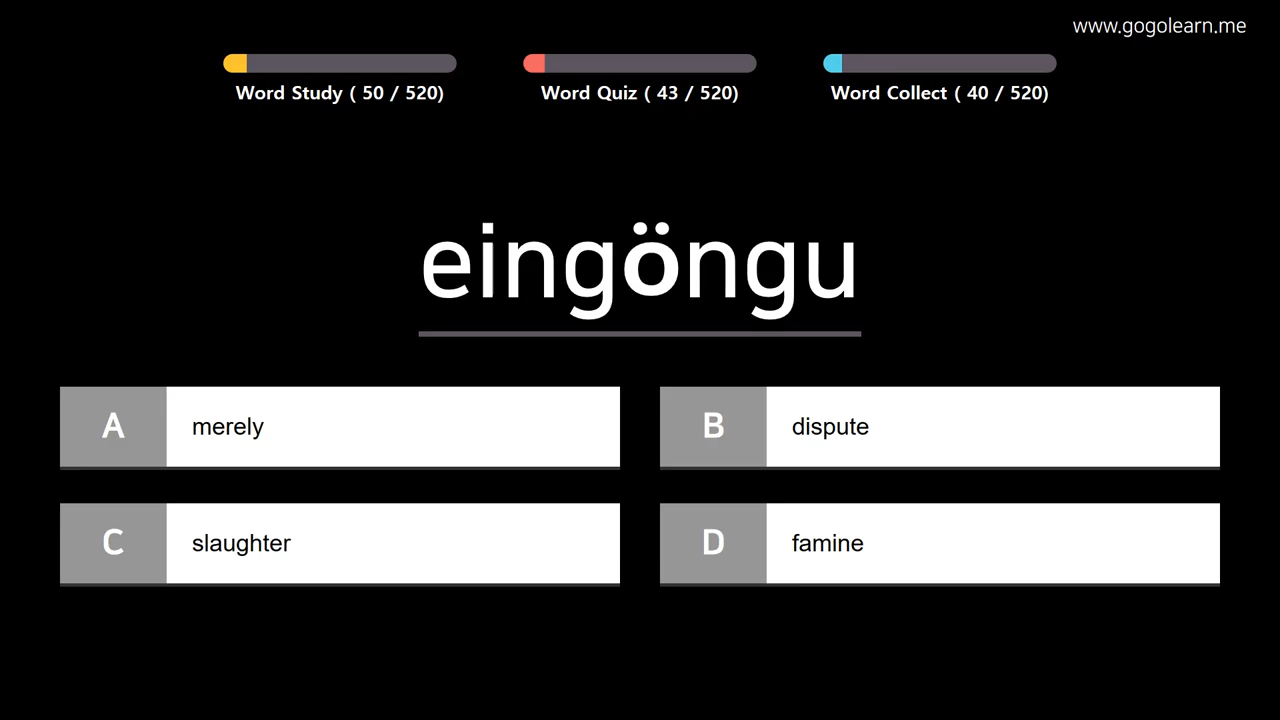 www.gogolearn.me
Word Study ( 50 / 520)
Word Quiz ( 43 / 520)
Word Collect ( 40 / 520)
eingöngu
A merely
B dispute
C slaughter
D famine